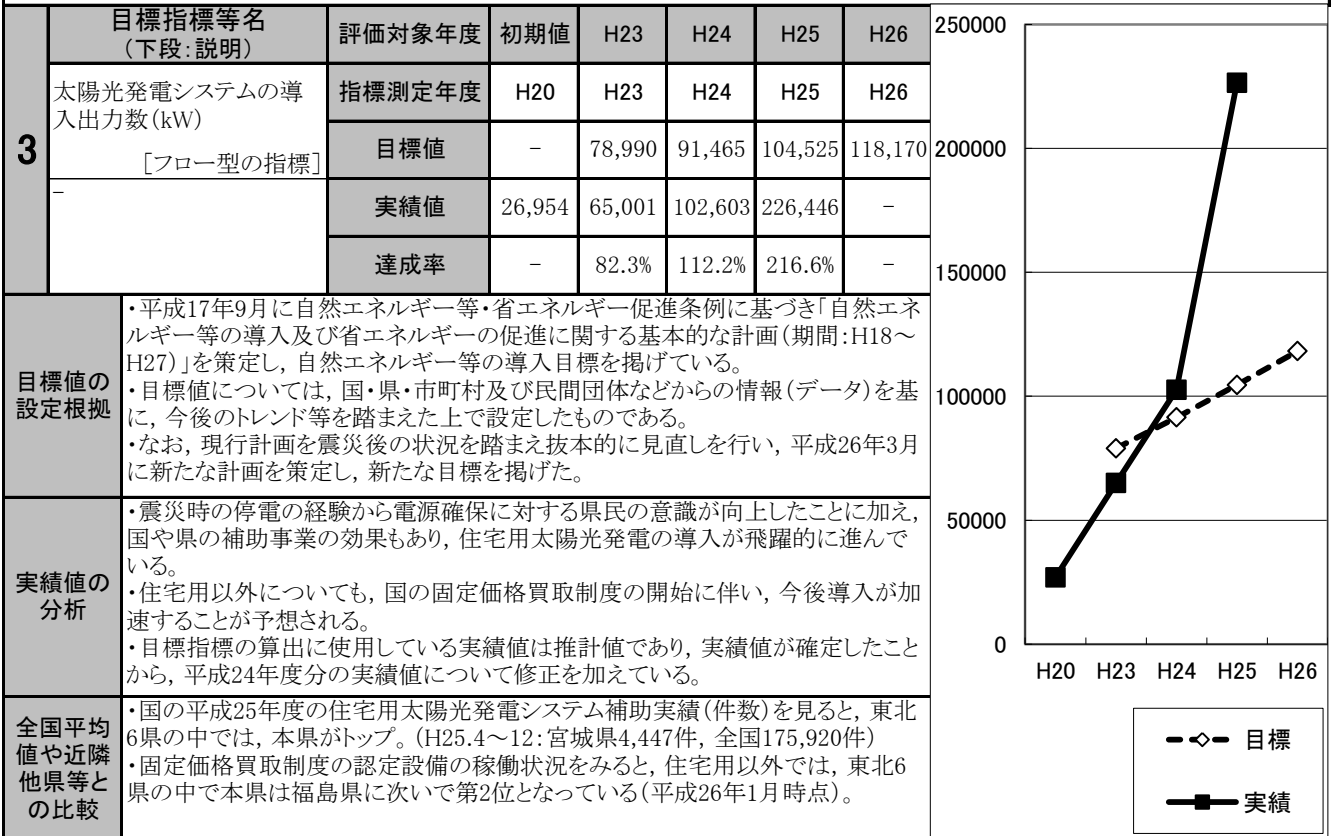 3
目標指標等名
(下段:説明)
評価対象年度 初期値 H23 H24 H25 H26
太陽光発電システムの導
入出力数(kW)
[フロー型の指標]
－
指標測定年度 H20 H23 H24 H25 H26
目標値 － 78,990 91,465 104,525 118,170
実績値 26,954 65,001 102,603 226,446 －
達成率 － 82.3% 112.2% 216.6% －
目標値の
設定根拠
・平成17年9月に自然エネルギー等・省エネルギー促進条例に基づき「自然エネ
ルギー等の導入及び省エネルギーの促進に関する基本的な計画(期間:H18～
H27)」を策定し，自然エネルギー等の導入目標を掲げている。
・目標値については，国・県・市町村及び民間団体などからの情報(データ)を基
に，今後のトレンド等を踏まえた上で設定したものである。
・なお，現行計画を震災後の状況を踏まえ抜本的に見直しを行い，平成26年3月
に新たな計画を策定し，新たな目標を掲げた。
実績値の
分析
・震災時の停電の経験から電源確保に対する県民の意識が向上したことに加え，
国や県の補助事業の効果もあり，住宅用太陽光発電の導入が飛躍的に進んで
いる。
・住宅用以外についても，国の固定価格買取制度の開始に伴い，今後導入が加
速することが予想される。
・目標指標の算出に使用している実績値は推計値であり，実績値が確定したこと
から，平成24年度分の実績値について修正を加えている。
全国平均
値や近隣
他県等と
の比較
・国の平成25年度の住宅用太陽光発電システム補助実績(件数)を見ると，東北
6県の中では，本県がトップ。(H25.4～12:宮城県4,447件，全国175,920件)
・固定価格買取制度の認定設備の稼働状況をみると，住宅用以外では，東北6
県の中で本県は福島県に次いで第2位となっている(平成26年1月時点)。
250000
200000
150000
100000
50000
0
H20 H23 H24 H25 H26
目標
実績